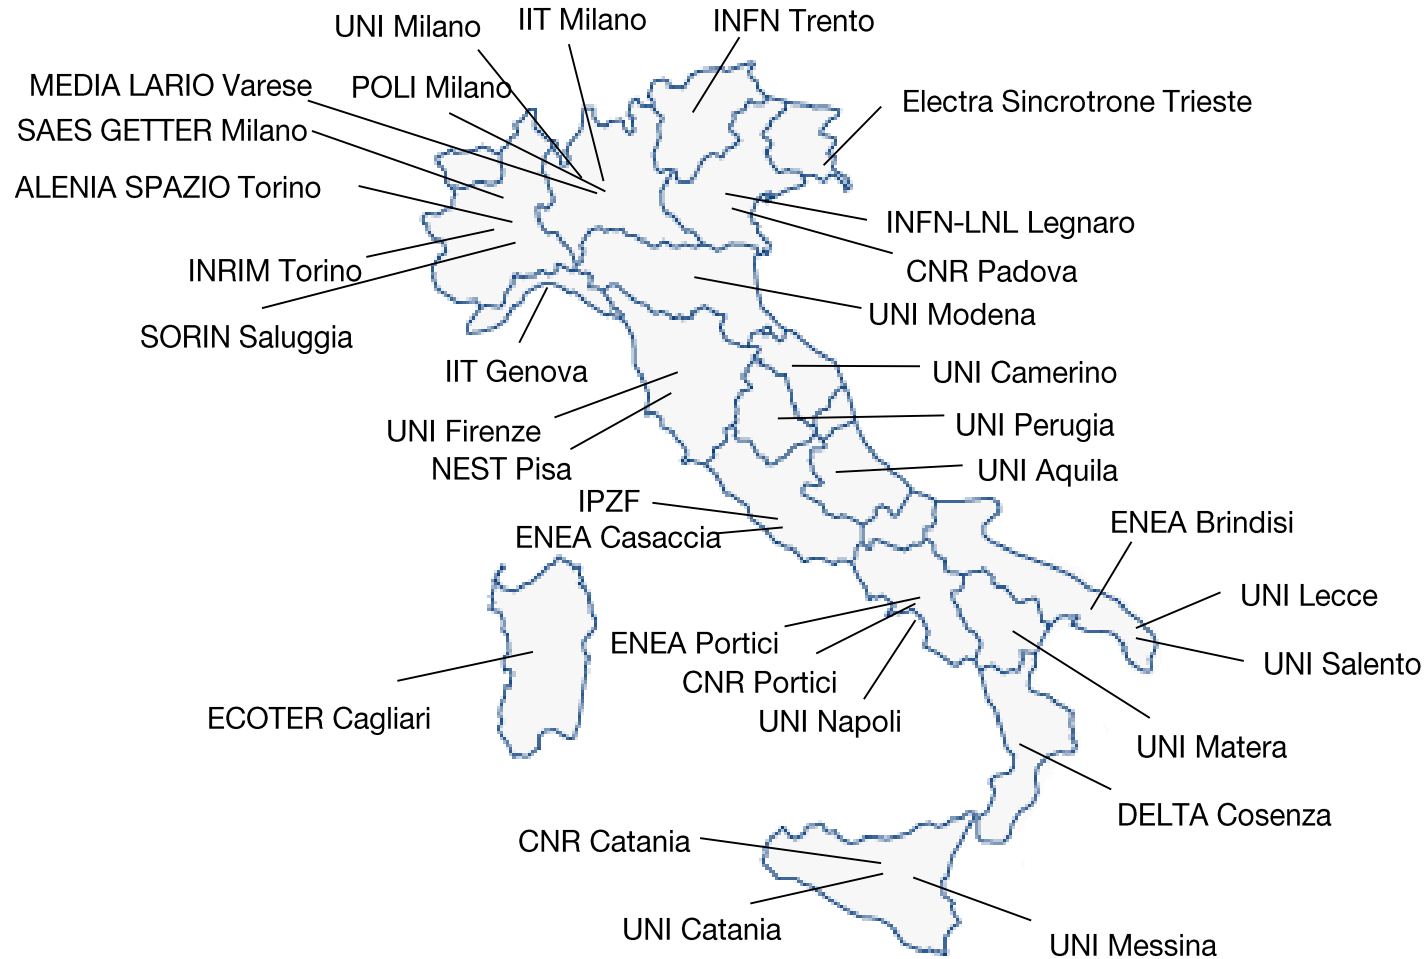 IIT Milano
INFN Trento
UNI Milano
MEDIA LARIO Varese
POLI Milano
Electra Sincrotrone Trieste
SAES GETTER Milano
ALENIA SPAZIO Torino
INFN-LNL Legnaro
INRIM Torino
CNR Padova
UNI Modena
SORIN Saluggia
IIT Genova
UNI Camerino
UNI Firenze
UNI Perugia
NEST Pisa
UNI Aquila
IPZF
ENEA Casaccia
ENEA Brindisi
UNI Lecce
ENEA Portici
UNI Salento
CNR Portici
ECOTER Cagliari
UNI Napoli
UNI Matera
DELTA Cosenza
CNR Catania
UNI Catania
UNI Messina